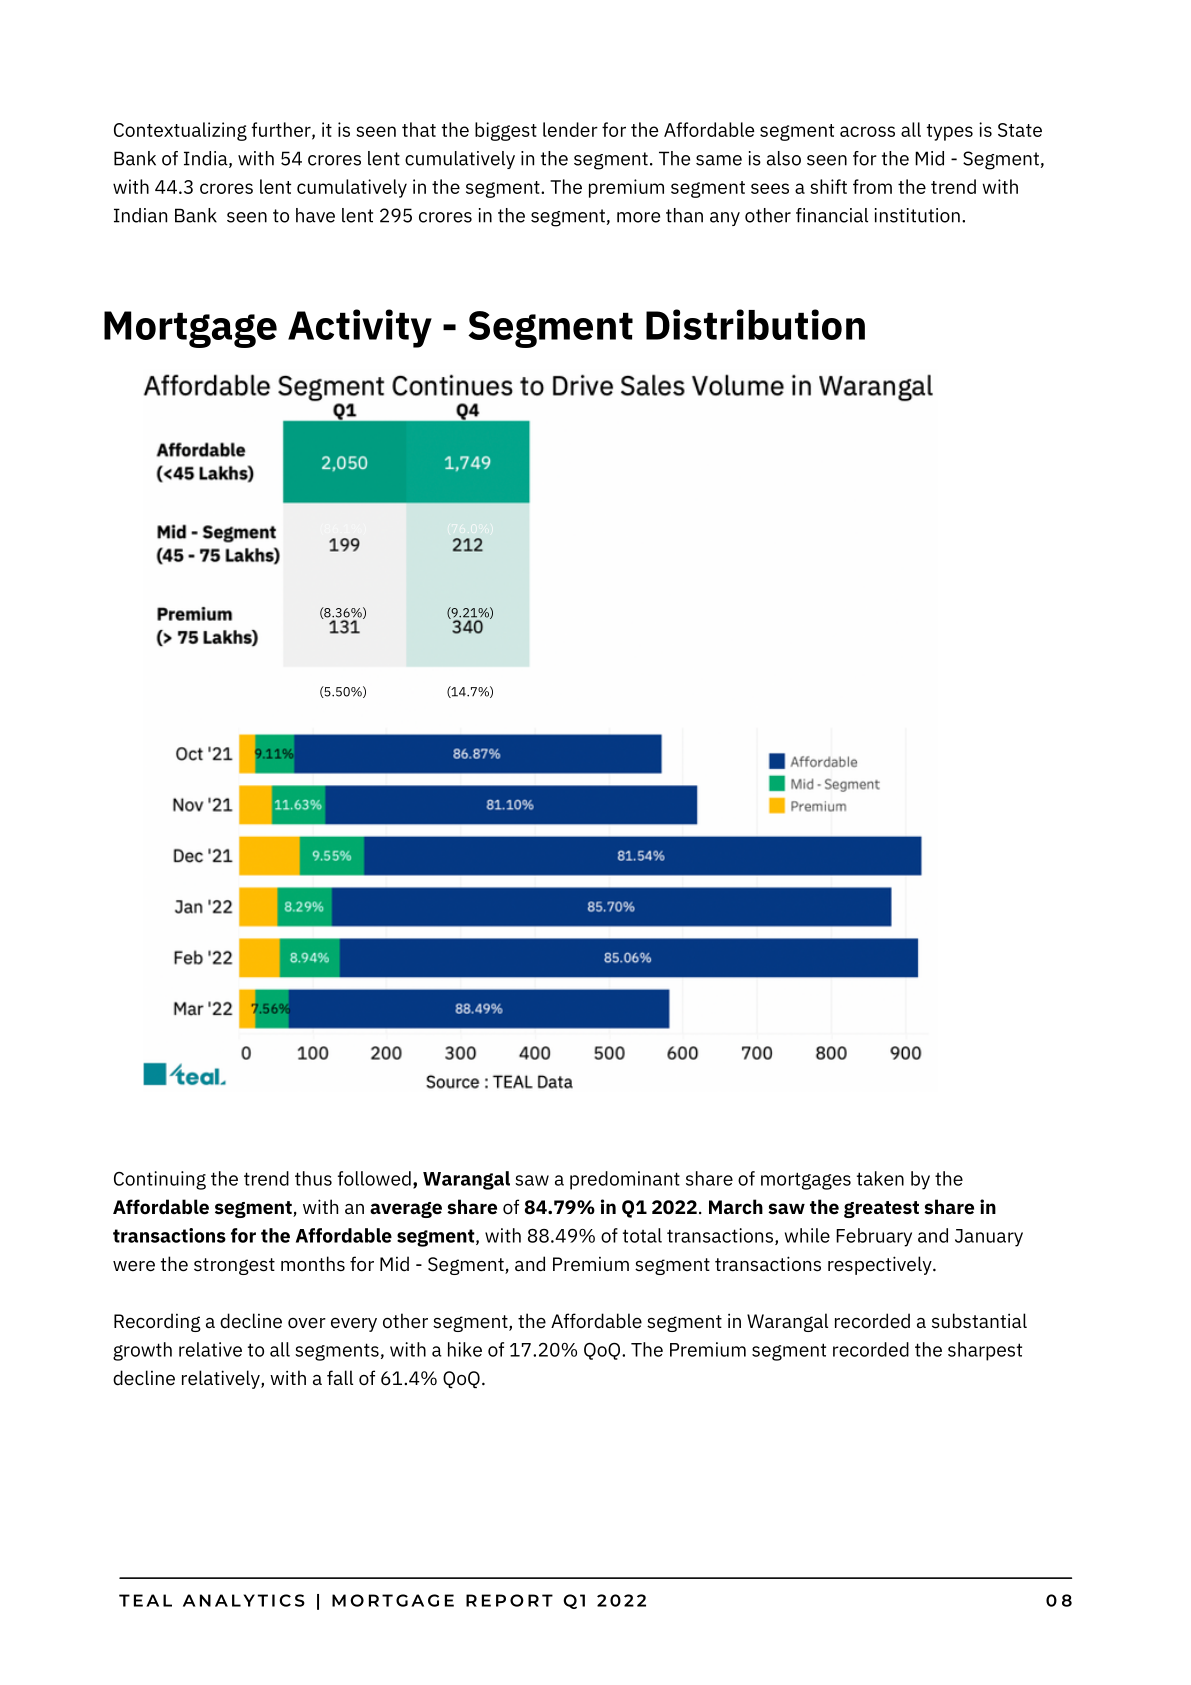 Contextualizing further, it is seen that the biggest lender for the Affordable segment across all types is State
Bank of India, with 54 crores lent cumulatively in the segment. The same is also seen for the Mid - Segment,
with 44.3 crores lent cumulatively in the segment. The premium segment sees a shift from the trend with
Indian Bank  seen to have lent 295 crores in the segment, more than any other financial institution.
Mortgage Activity - Segment Distribution
Affordable Segment Continues to Drive Sales Volume in Warangal
Q1 Q4
Affordable
(<45 Lakhs)
2,050 1,749
(86.1%) (76.0%)
Mid - Segment
(45 - 75 Lakhs)
199 212
(8.36%) (9.21%)
Premium
(> 75 Lakhs)
131 340
(5.50%) (14.7%)
Oct '21 9.11% 86.87%
Affordable
Mid - Segment
Premium
Nov '21 11.63% 81.10%
Dec '21 9.55% 81.54%
Jan '22 8.29% 85.70%
Feb '22 8.94% 85.06%
Mar '22 7.56% 88.49%
0 100 200 300 400 500 600 700 800 900
teal.
Source : TEAL Data
Continuing the trend thus followed, Warangal saw a predominant share of mortgages taken by the
Affordable segment, with an average share of 84.79% in Q1 2022. March saw the greatest share in
transactions for the Affordable segment, with 88.49% of total transactions, while February and January
were the strongest months for Mid - Segment, and Premium segment transactions respectively.
Recording a decline over every other segment, the Affordable segment in Warangal recorded a substantial
growth relative to all segments, with a hike of 17.20% QoQ. The Premium segment recorded the sharpest
decline relatively, with a fall of 61.4% QoQ.
TEAL ANALYTICS | MORTGAGE REPORT Q1 2022 08